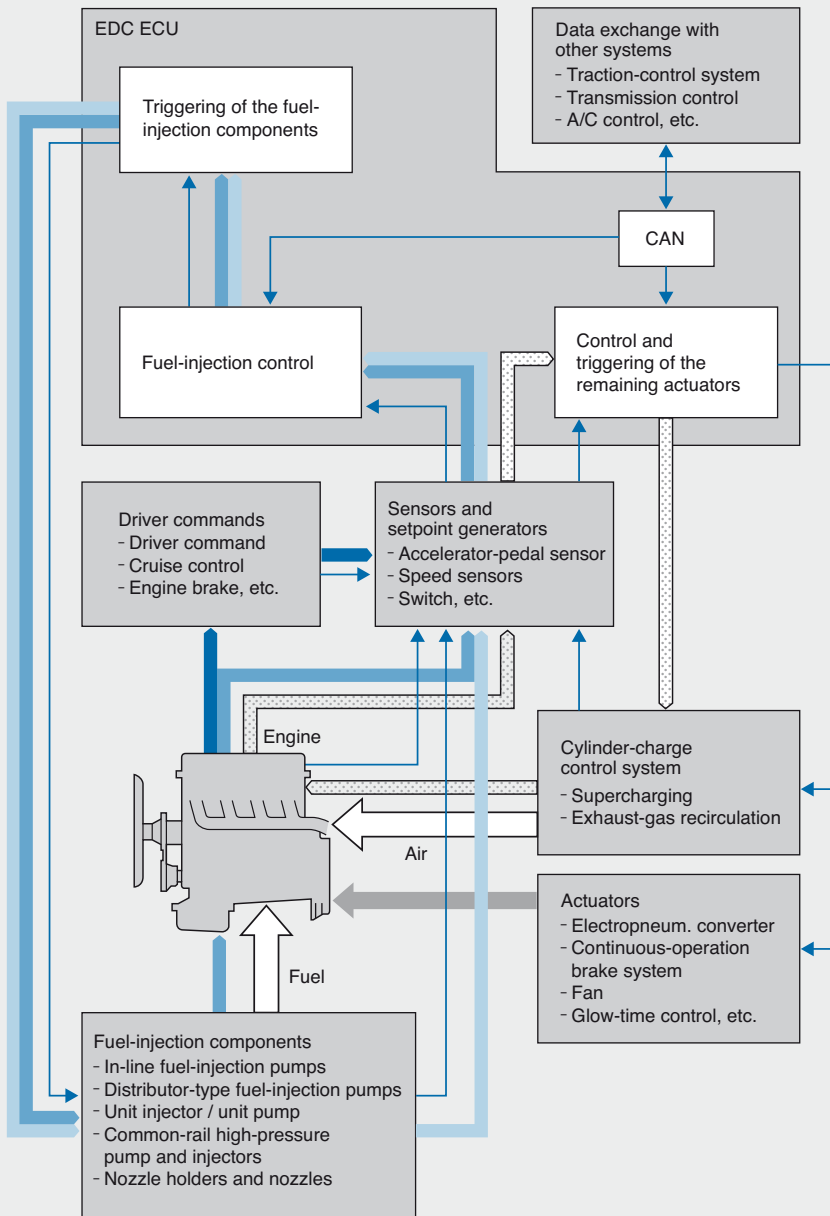 EDC ECU
Triggering of the fuel-
injection components
Data exchange with
other systems
- Traction-control system
- Transmission control
- A/C control, etc.
CAN
Fuel-injection control
Control and
triggering of the
remaining actuators
Driver commands
- Driver command
- Cruise control
- Engine brake, etc.
Sensors and
setpoint generators
- Accelerator-pedal sensor
- Speed sensors
- Switch, etc.
Engine
Cylinder-charge
control system
- Supercharging
- Exhaust-gas recirculation
Air
Actuators
- Electropneum. converter
- Continuous-operation
brake system
- Fan
- Glow-time control, etc.
Fuel
Fuel-injection components
- In-line fuel-injection pumps
- Distributor-type fuel-injection pumps
- Unit injector / unit pump
- Common-rail high-pressure
pump and injectors
- Nozzle holders and nozzles